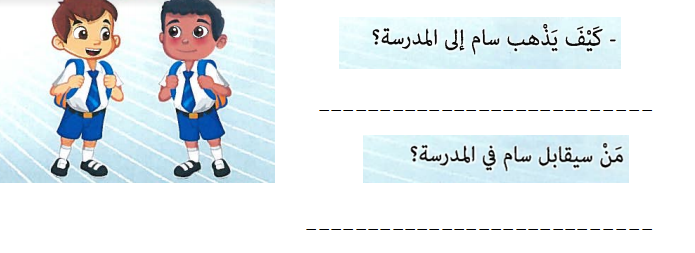 - كَيْفَ يَذْهب سام إلى المدرسة؟
_ _ _ _ _ _ _ _ _ _ _ _ _ _ _ _ _ _ _ _ _ _ _ _ _
مَنْ سيقابل سام في المدرسة؟
_ _ _ _ _ _ _ _ _ _ _ _ _ _ _ _ _ _ _ _ _ _ _ _ _ _